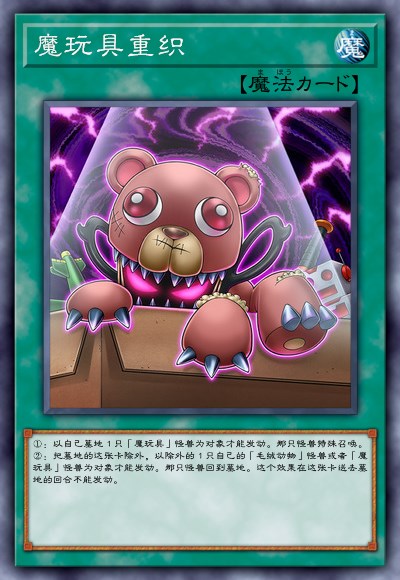 魔玩具重织
魔
【魔法カード】
ま ほう
①：以自己墓地1只「魔玩具」怪兽为对象才能发动。那只怪兽特殊召唤。
②：把墓地的这张卡除外，以除外的1只自己的「毛绒动物」怪兽或者「魔
玩具」怪兽为对象才能发动。那只怪兽回到墓地。这个效果在这张卡送去墓
地的回合不能发动。